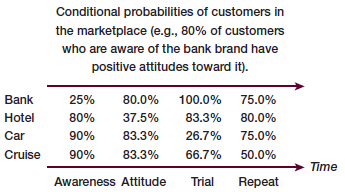 Conditional probabilities of customers in
the marketplace (e.g., 80% of customers
who are aware of the bank brand have
positive attitudes toward it).
Bank 25% 80.0% 100.0% 75.0%
Hotel 80% 37.5% 83.3% 80.0%
Car 90% 83.3% 26.7% 75.0%
Cruise 90% 83.3% 66.7% 50.0%
Time
Awareness Attitude Trial Repeat